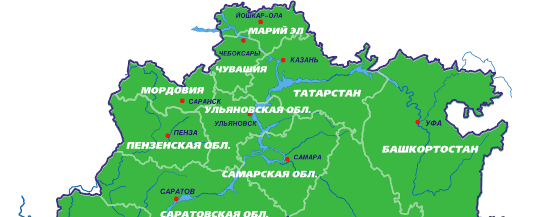 ЙОШКАР-ОЛА
МАРИЙ ЭЛ
ЧЕБОКСАРЫ
КАЗАНЬ
ЧУВАШИЯ
МОРДОВИЯ
ТАТАРСТАН
САРАНСК
УЛЬЯНОВСКАЯ ОБЛ.
УЛЬЯНОВСК
УФА
ПЕНЗА
ПЕНЗЕНСКАЯ ОБЛ.
БАШКОРТОСТАН
САМАРА
САМАРСКАЯ ОБЛ.
САРАТОВ
САРАТОВСКАЯ ОБЛ.